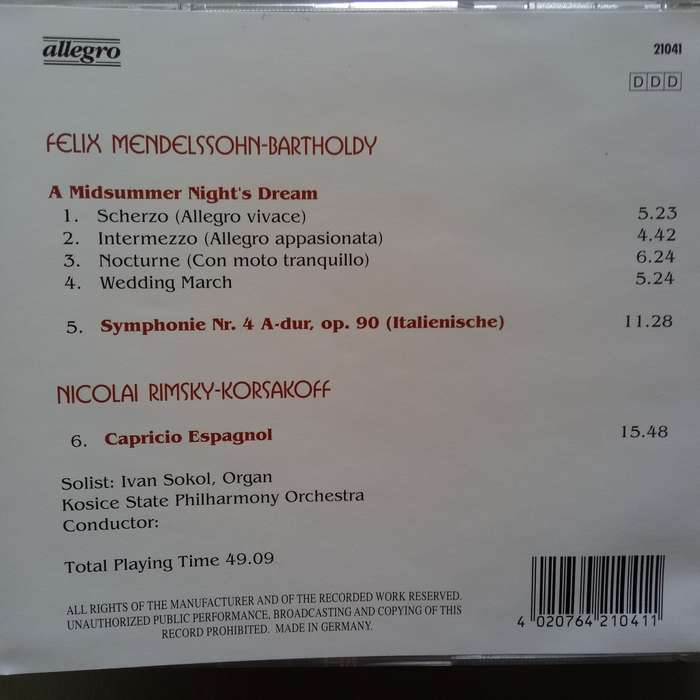 allegro
21041
DDD
FELIX MENDELSSOHN-BARTHOLDY
A Midsummer Night's Dream
1. Scherzo (Allegro vivace) 5.23
2. Intermezzo (Allegro appasionata) 4.42
3. Nocturne (Con moto tranquillo) 6.24
4. Wedding March 5.24
5. Symphonie Nr. 4 A-dur, op. 90 (Italienische) 11.28
NICOLAI RIMSKY-KORSAKOFF
6. Capricio Espagnol 15.48
Solist: Ivan Sokol, Organ
Kosice State Philharmony Orchestra
Conductor:
Total Playing Time 49.09
ALL RIGHTS OF THE MANUFACTURER AND OF THE RECORDED WORK RESERVED.
UNAUTHORIZED PUBLIC PERFORMANCE, BROADCASTING AND COPYING OF THIS
RECORD PROHIBITED. MADE IN GERMANY.
4 020764 210411